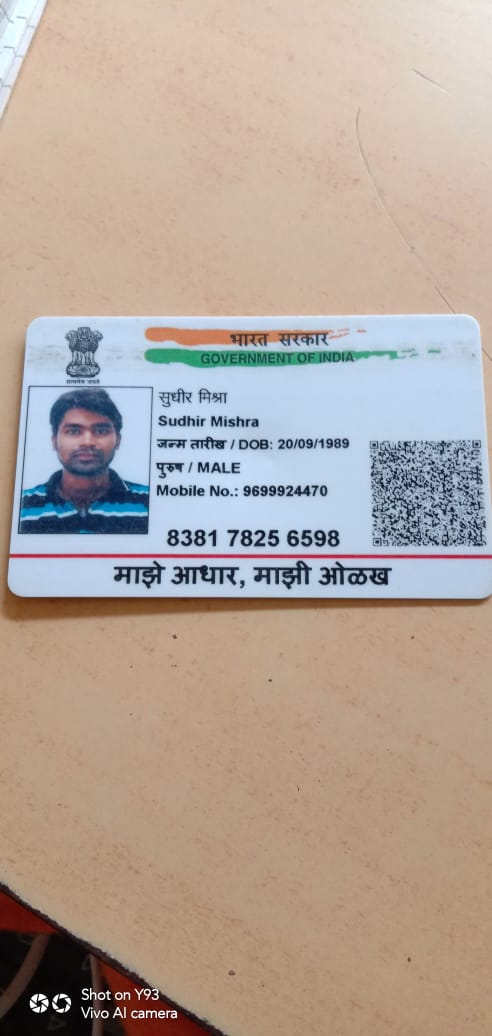 भारत सरकार
GOVERNMENT OF INDIA
सत्यमेव जयते
सुधीर मिश्रा
Sudhir Mishra
जन्म तारीख / DOB: 20/09/1989
पुरुष / MALE
Mobile No.: 9699924470
8381 7825 6598
माझे आधार, माझी ओळख
Shot on Y93
Vivo AI camera